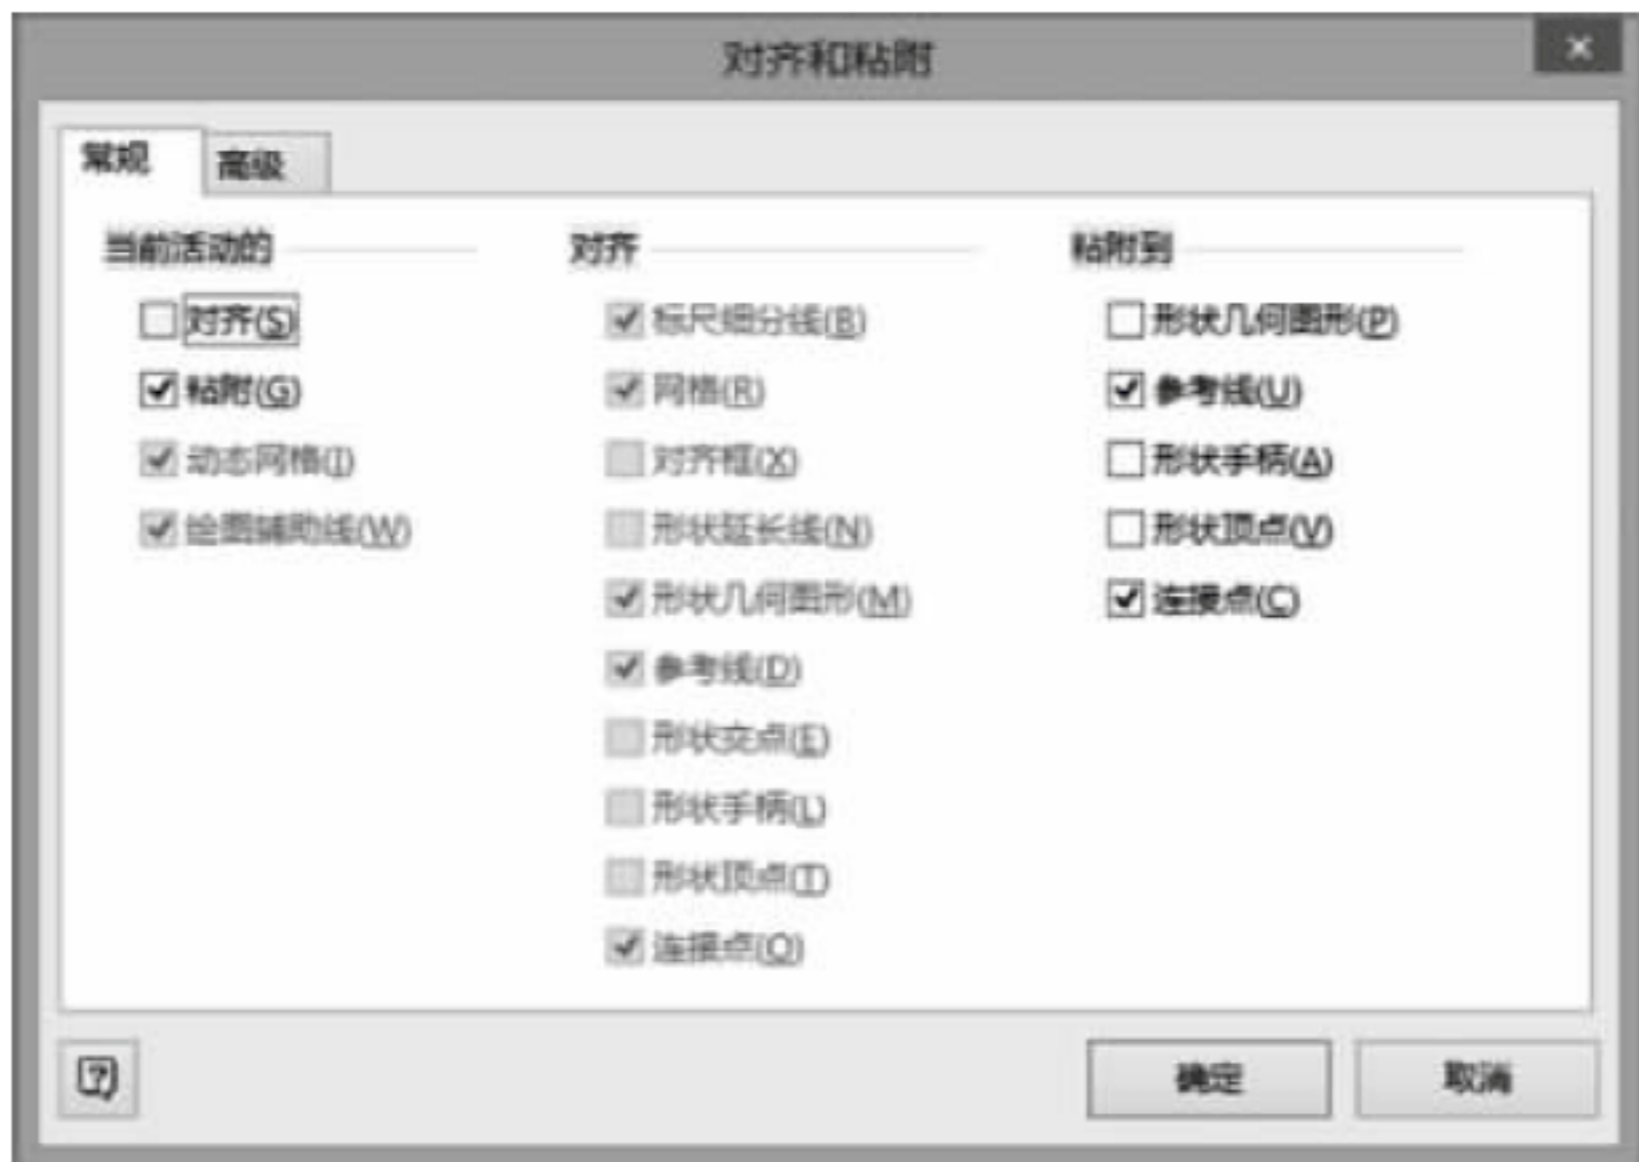 对齐和粘附
常规
高级
当前活动的
对齐(S)
粘附(G)
动态网格(I)
绘图辅助线(W)
对齐
标尺细分线(B)
网格(R)
对齐框(X)
形状延长线(N)
形状几何图形(M)
参考线(D)
形状交点(E)
形状手柄(L)
形状顶点(T)
连接点(O)
粘附到
形状几何图形(P)
参考线(U)
形状手柄(A)
形状顶点(V)
连接点(C)
确定
取消